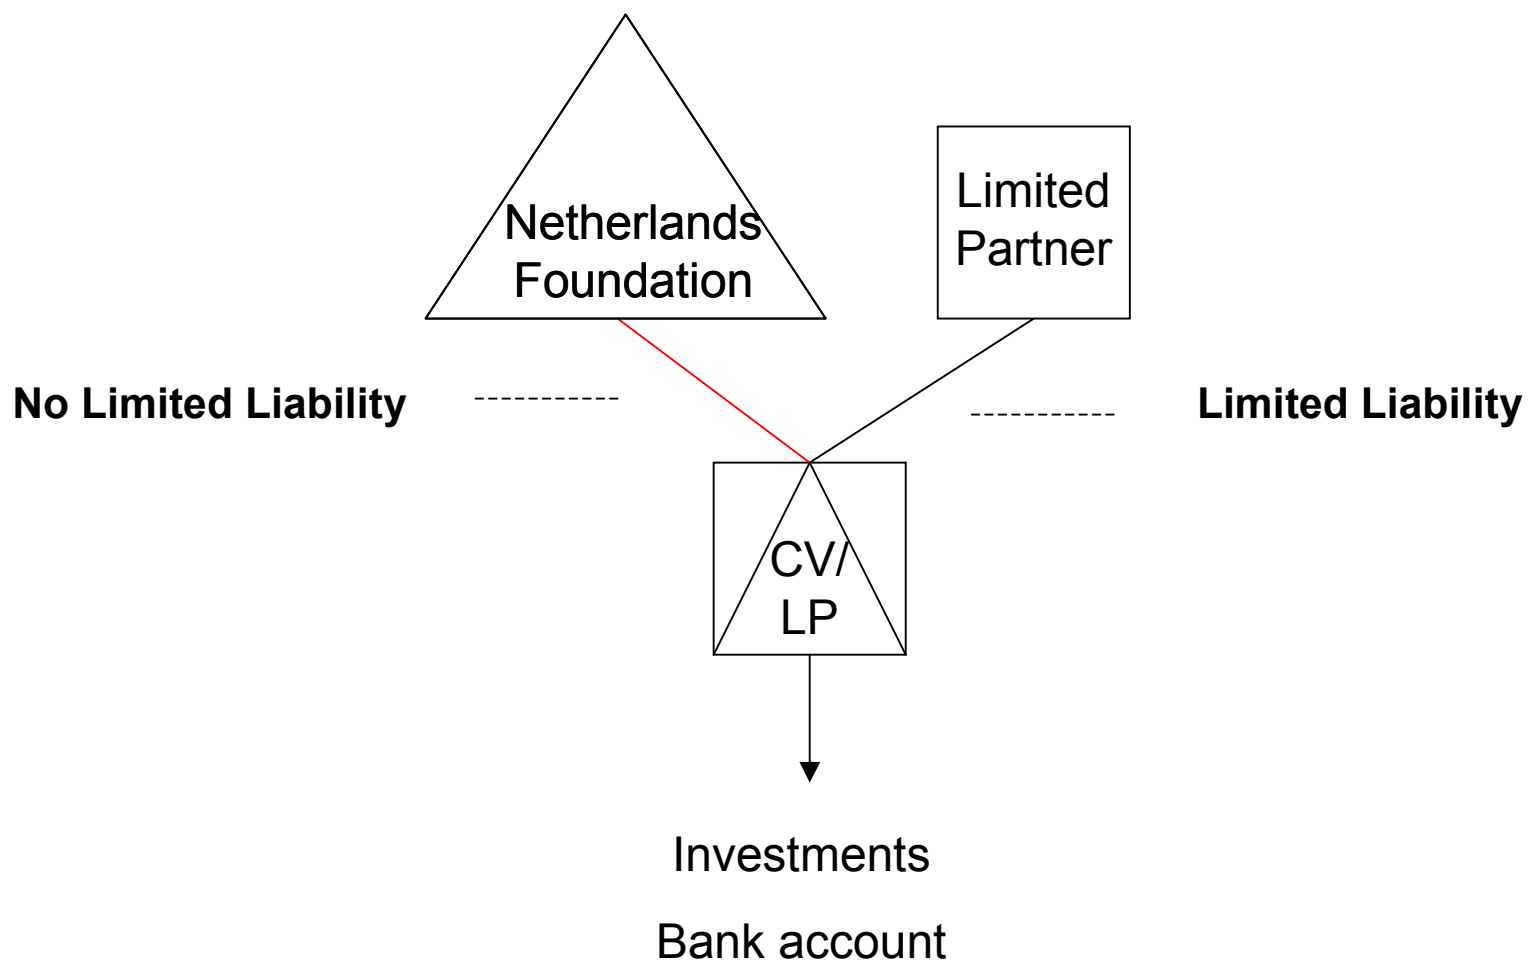 Netherlands
Foundation
Limited
Partner
No Limited Liability
Limited Liability
CV/
LP
Investments
Bank account